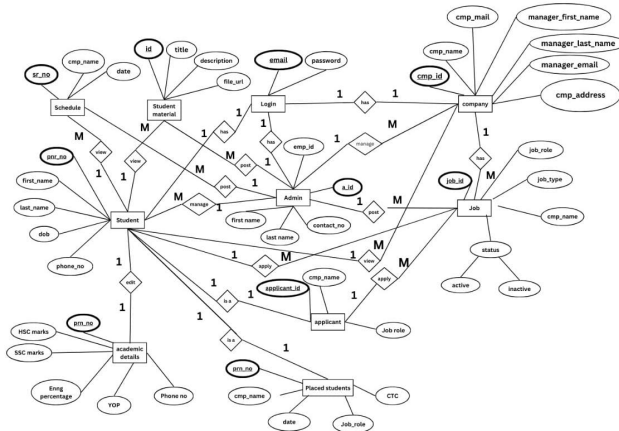 cmp_mail
manager_first_name
id
title
cmp_name
sr_no
date
description
file_url
email
password
cmp_name
manager_last_name
manager_email
cmp_id
cmp_address
Schedule
Student
material
Login
1
has
1
company
M
M
1
1
1
1
1
has
has
view
view
pnr_no
M
post
emp_id
manage
M
has
job_role
first_name
1
1
M
post
1
1
1
a_id
M
job_id
job_type
last_name
Student
M
manage
1
Admin
1
post
Job
cmp_name
dob
first name
contact_no
last name
phone_no
1
1
apply
M
1
view
M
M
status
1
edit
1
Is a
cmp_name
applicant_id
apply
active
inactive
1
prn_no
1
Is a
1
applicant
1
Job role
HSC marks
SSC marks
academic
details
1
prn_no
Enng
percentage
YOP
Phone no
cmp_name
Placed students
CTC
date
Job_role